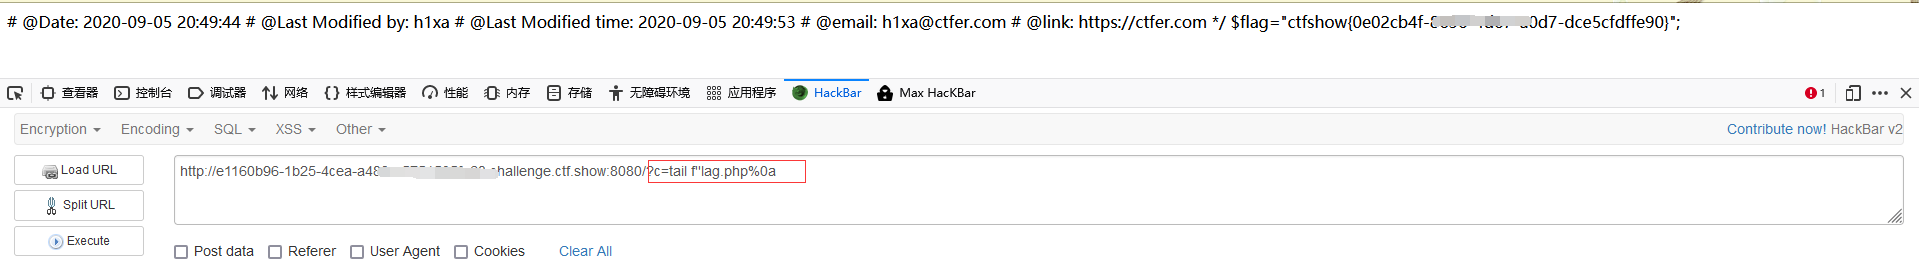 # @Date: 2020-09-05 20:49:44 # @Last Modified by: h1xa # @Last Modified time: 2020-09-05 20:49:53 # @email: h1xa@ctfer.com # @link: https://ctfer.com */ $flag="ctfshow{0e02cb4f- 0d7-dce5cfdffe90}";
查看器 控制台 调试器 网络 样式编辑器 性能 内存 存储 无障碍环境 应用程序 HackBar Max HacKBar 1
Encryption Encoding SQL XSS Other Contribute now! HackBar v2
Load URL http://e1160b96-1b25-4cea-a48 hallenge.ctf.show:8080/?c=tail f''lag.php%0a
Split URL
Execute
Post data Referer User Agent Cookies Clear All